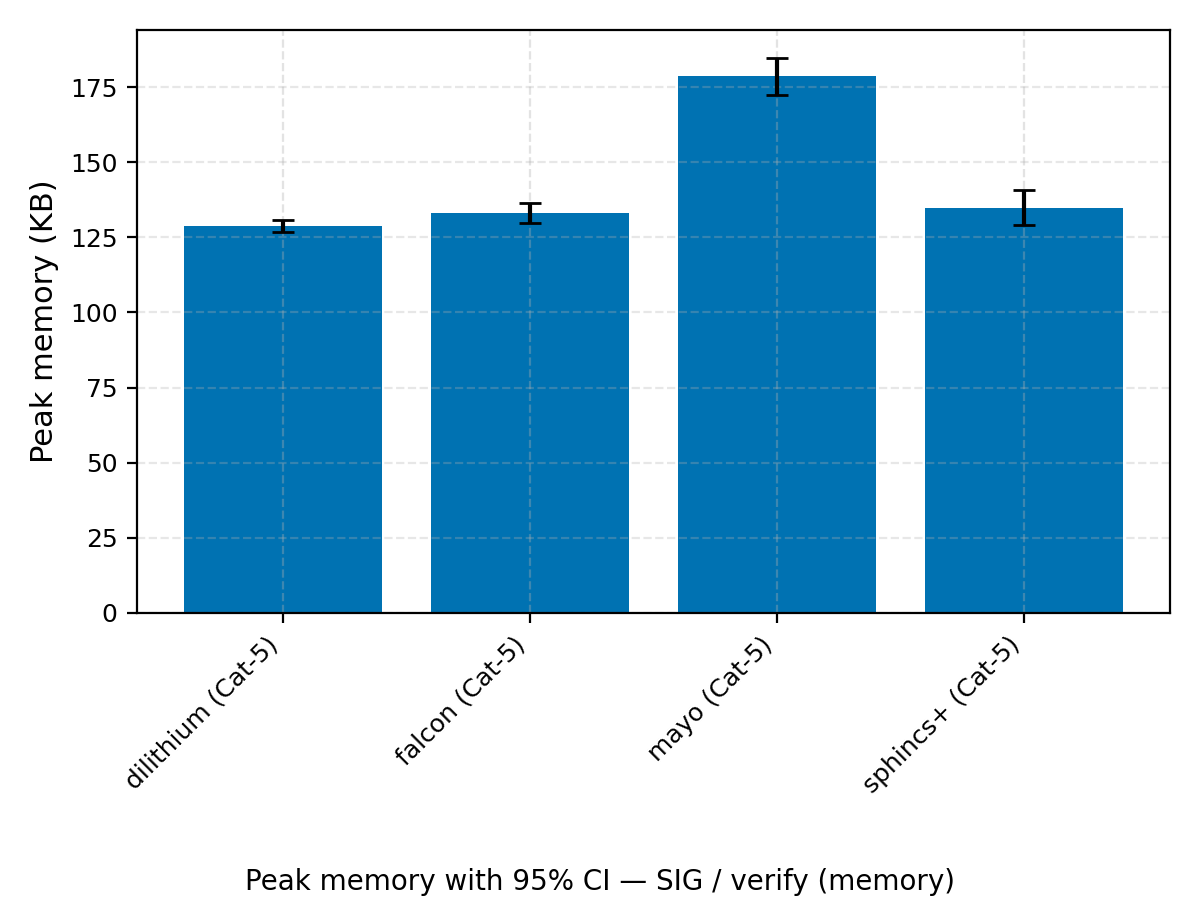 Peak memory (KB)
175
150
125
100
75
50
25
0
dilithium (Cat-5)
falcon (Cat-5)
mayo (Cat-5)
sphincs+ (Cat-5)
Peak memory with 95% CI — SIG / verify (memory)